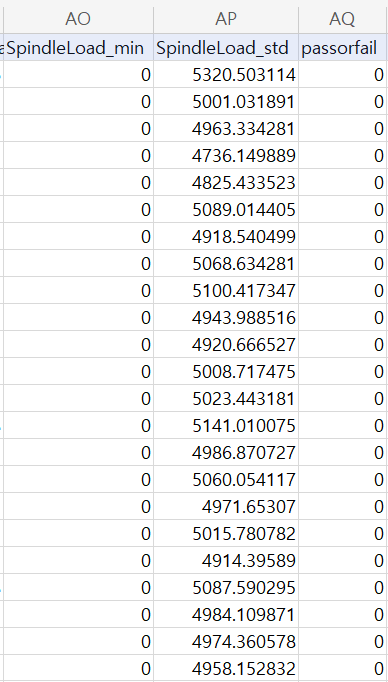 AO AP AQ
SpindleLoad_min SpindleLoad_std passorfail
0 5320.503114 0
0 5001.031891 0
0 4963.334281 0
0 4736.149889 0
0 4825.433523 0
0 5089.014405 0
0 4918.540499 0
0 5068.634281 0
0 5100.417347 0
0 4943.988516 0
0 4920.666527 0
0 5008.717475 0
0 5023.443181 0
0 5141.010075 0
0 4986.870727 0
0 5060.054117 0
0 4971.65307 0
0 5015.780782 0
0 4914.39589 0
0 5087.590295 0
0 4984.109871 0
0 4974.360578 0
0 4958.152832 0